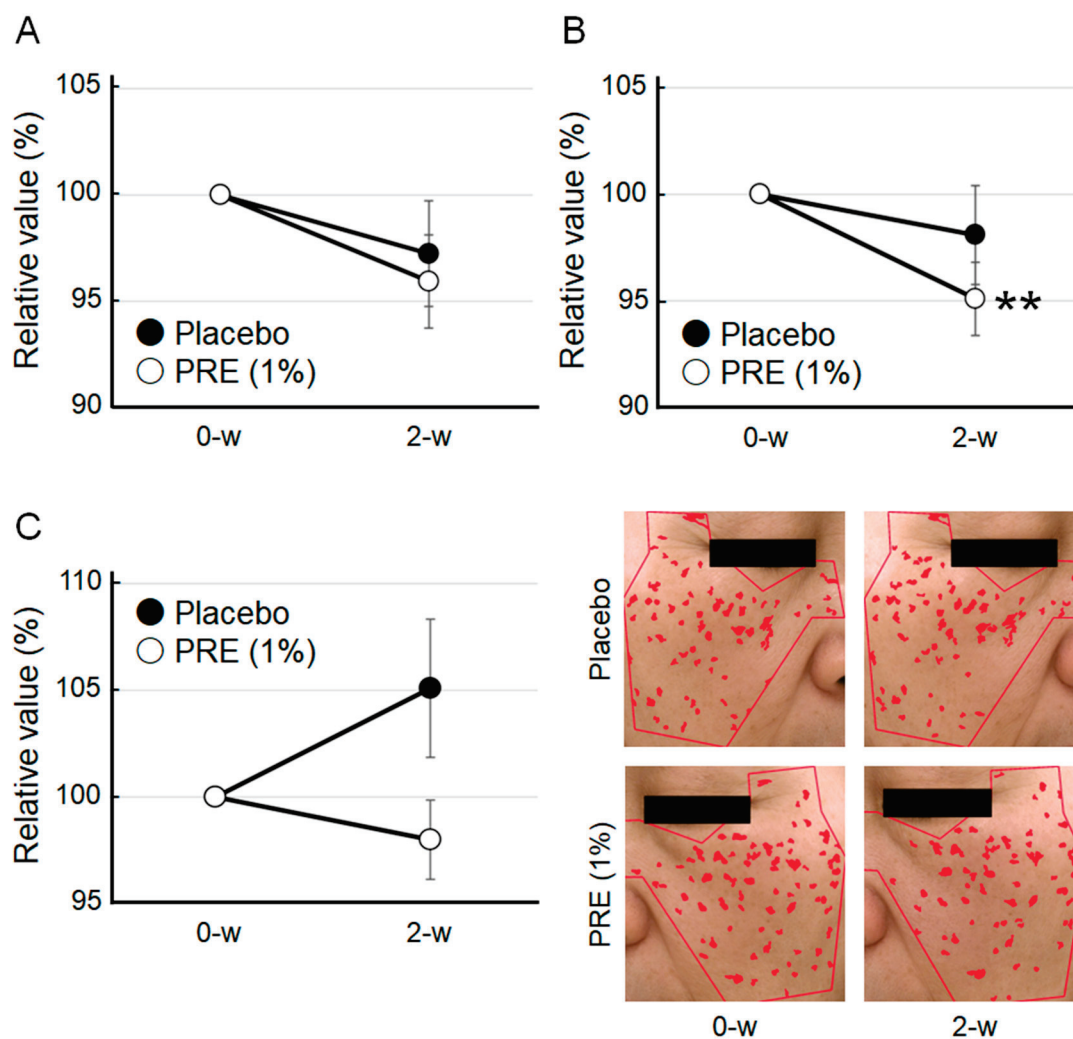 A
Relative value (%)
105
100
95
90
Placebo
PRE (1%)
0-w
2-w
B
Relative value (%)
105
100
95
90
**
Placebo
PRE (1%)
0-w
2-w
C
Relative value (%)
110
105
100
95
Placebo
PRE (1%)
0-w
2-w
Placebo
PRE (1%)
0-w
2-w